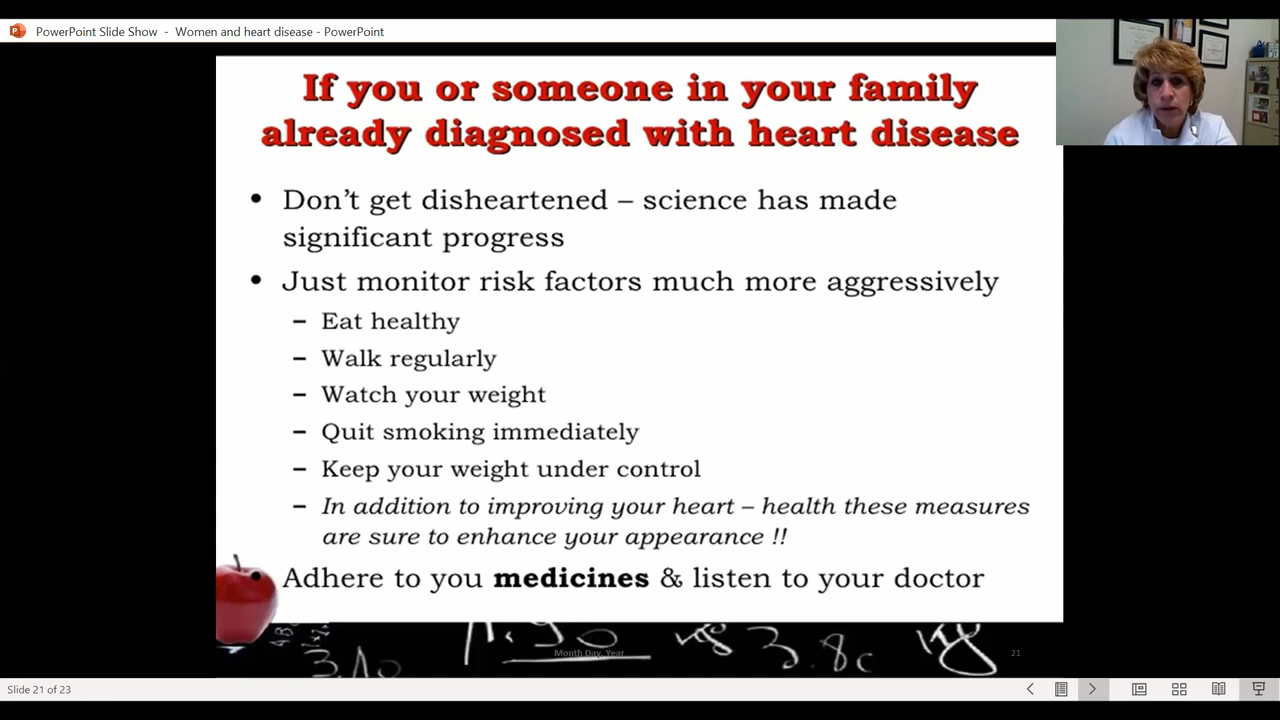 PowerPoint Slide Show - Women and heart disease - PowerPoint
If you or someone in your family
already diagnosed with heart disease
• Don't get disheartened – science has made
significant progress
• Just monitor risk factors much more aggressively
– Eat healthy
– Walk regularly
– Watch your weight
– Quit smoking immediately
– Keep your weight under control
– In addition to improving your heart – health these measures
are sure to enhance your appearance !!
• Adhere to you medicines & listen to your doctor
Month Day, Year
21
Slide 21 of 23